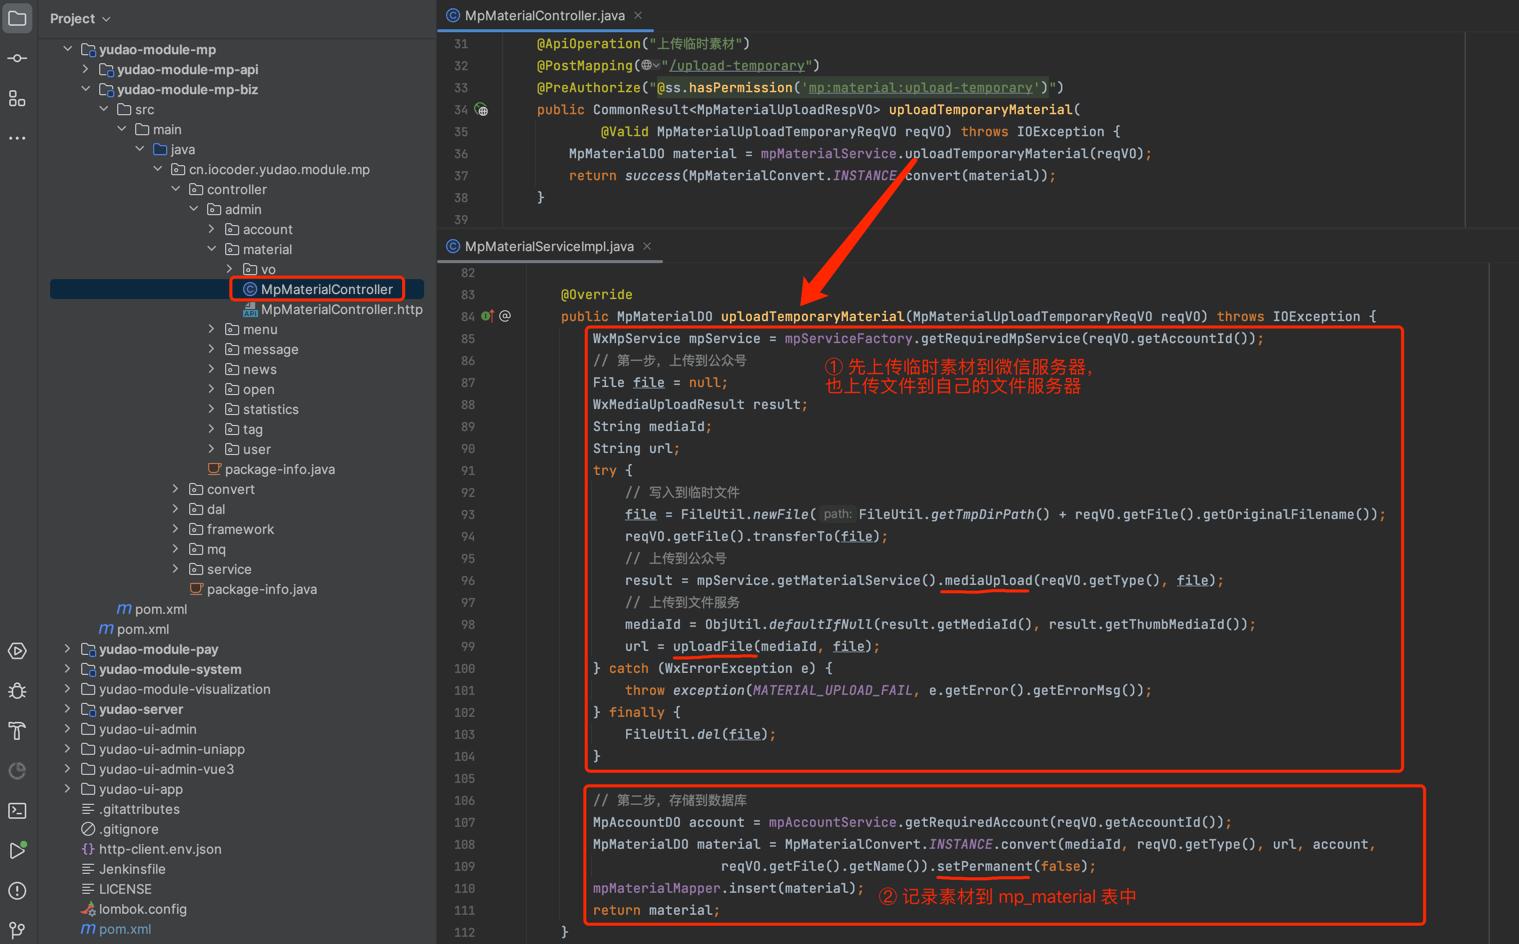 Project
yudao-module-mp
yudao-module-mp-api
yudao-module-mp-biz
src
main
java
cn.iocoder.yudao.module.mp
controller
admin
account
material
vo
MpMaterialController
MpMaterialController.http
menu
message
news
open
statistics
tag
user
package-info.java
convert
dal
framework
mq
service
package-info.java
pom.xml
pom.xml
yudao-module-pay
yudao-module-system
yudao-module-visualization
yudao-server
yudao-ui-admin
yudao-ui-admin-uniapp
yudao-ui-admin-vue3
yudao-ui-app
.gitattributes
.gitignore
http-client.env.json
Jenkinsfile
LICENSE
lombok.config
pom.xml
MpMaterialController.java
31 @ApiOperation("上传临时素材")
32 @PostMapping("/upload-temporary")
33 @PreAuthorize("@ss.hasPermission('mp:material:upload-temporary')")
34 public CommonResult<MpMaterialUploadRespVO> uploadTemporaryMaterial(
35 @Valid MpMaterialUploadTemporaryReqVO reqVO) throws IOException {
36 MpMaterialDO material = mpMaterialService.uploadTemporaryMaterial(reqVO);
37 return success(MpMaterialConvert.INSTANCE.convert(material));
38 }
39
MpMaterialServiceImpl.java
82
83 @Override
84 public MpMaterialDO uploadTemporaryMaterial(MpMaterialUploadTemporaryReqVO reqVO) throws IOException {
85 WxMpService mpService = mpServiceFactory.getRequiredMpService(reqVO.getAccountId());
86 // 第一步，上传到公众号
87 File file = null;
88 WxMediaUploadResult result;
89 String mediaId;
90 String url;
91 try {
92 // 写入到临时文件
93 file = FileUtil.newFile( path: FileUtil.getTmpDirPath() + reqVO.getFile().getOriginalFilename());
94 reqVO.getFile().transferTo(file);
95 // 上传到公众号
96 result = mpService.getMaterialService().mediaUpload(reqVO.getType(), file);
97 // 上传到文件服务
98 mediaId = ObjUtil.defaultIfNull(result.getMediaId(), result.getThumbMediaId());
99 url = uploadFile(mediaId, file);
100 } catch (WxErrorException e) {
101 throw exception(MATERIAL_UPLOAD_FAIL, e.getError().getErrorMsg());
102 } finally {
103 FileUtil.del(file);
104 }
105
106 // 第二步，存储到数据库
107 MpAccountDO account = mpAccountService.getRequiredAccount(reqVO.getAccountId());
108 MpMaterialDO material = MpMaterialConvert.INSTANCE.convert(mediaId, reqVO.getType(), url, account,
109 reqVO.getFile().getName()).setPermanent(false);
110 mpMaterialMapper.insert(material);
111 return material;
112 }
① 先上传临时素材到微信服务器，
也上传文件到自己的文件服务器
② 记录素材到 mp_material 表中